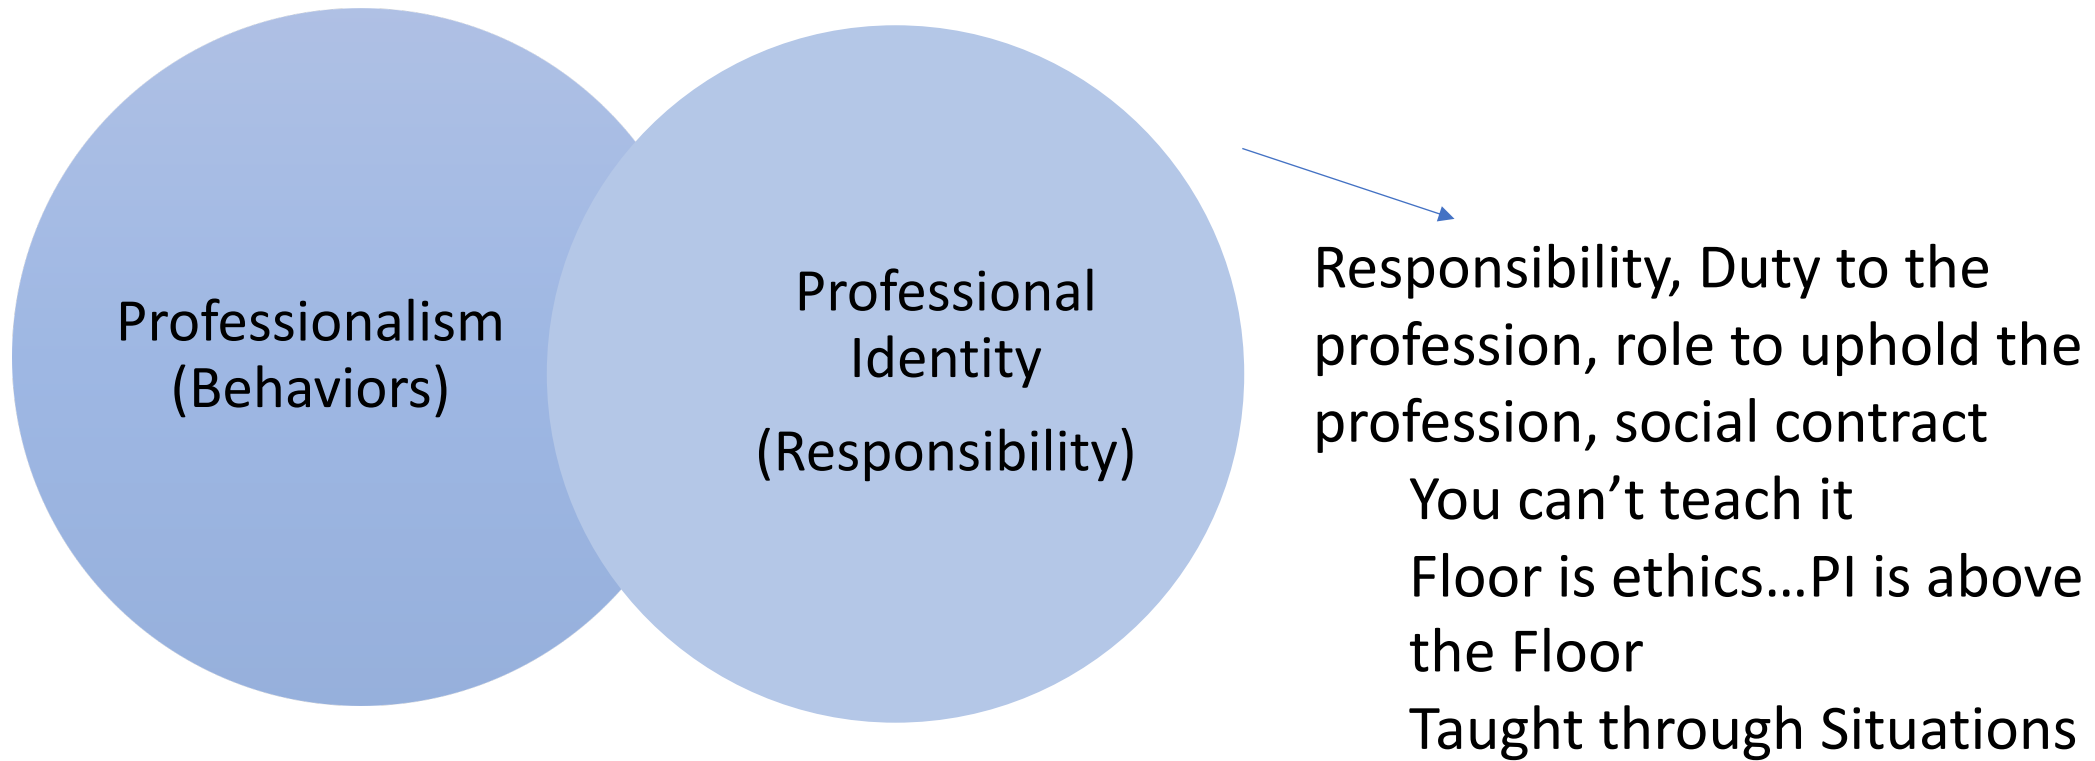 Professionalism
(Behaviors)
Professional
Identity
(Responsibility)
Responsibility, Duty to the
profession, role to uphold the
profession, social contract
You can’t teach it
Floor is ethics…PI is above
the Floor
Taught through Situations